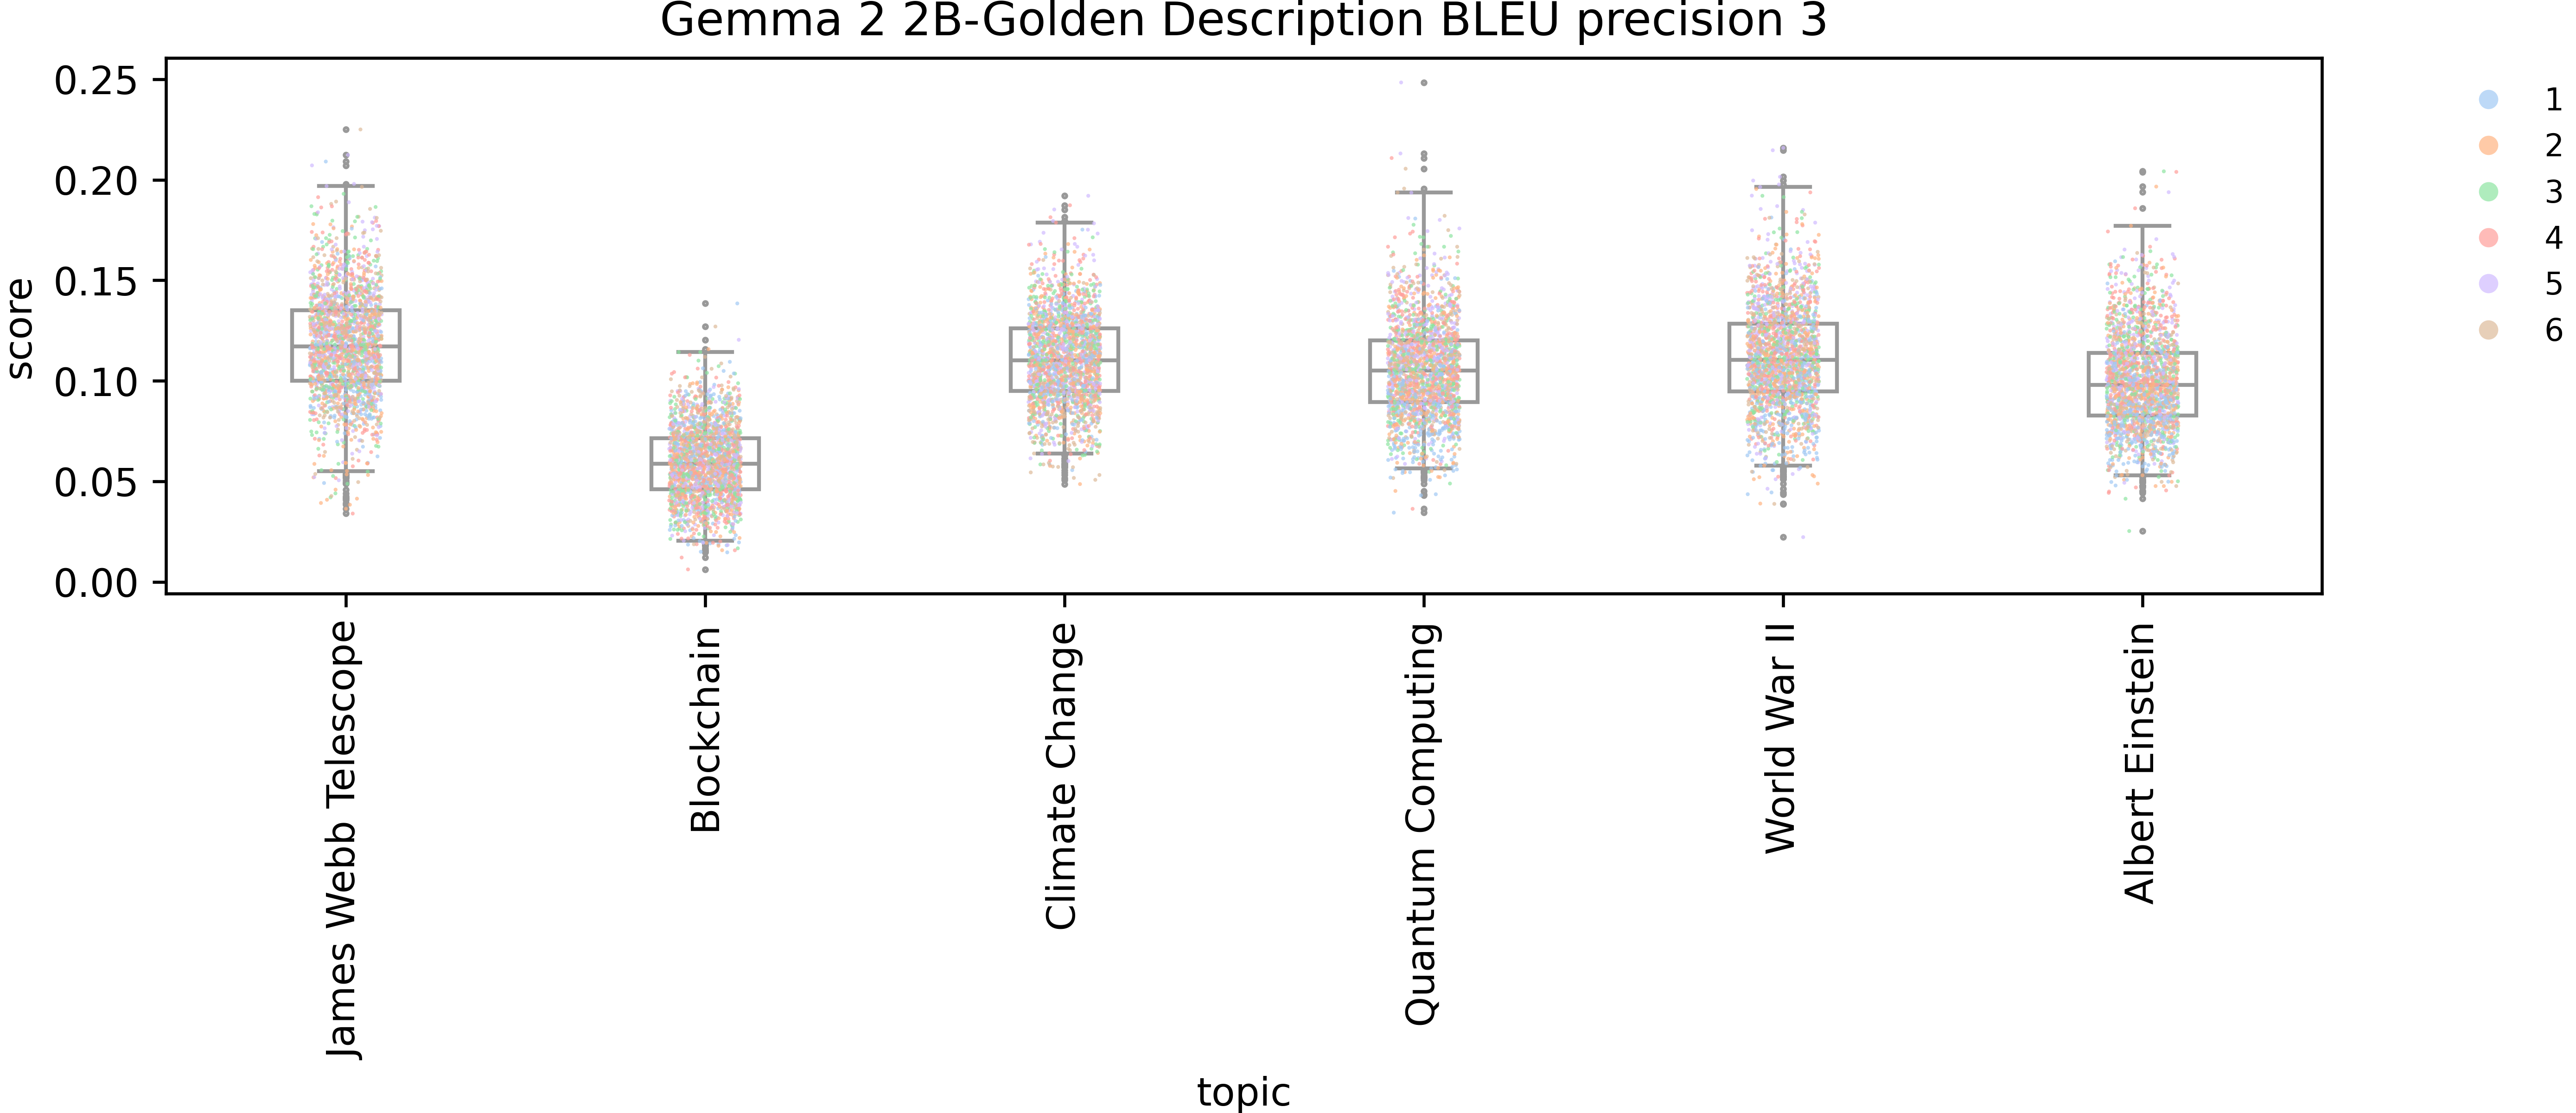 Gemma 2 2B-Golden Description BLEU precision 3
score
0.25
0.20
0.15
0.10
0.05
0.00
James Webb Telescope
Blockchain
Climate Change
Quantum Computing
World War II
Albert Einstein
topic
1
2
3
4
5
6